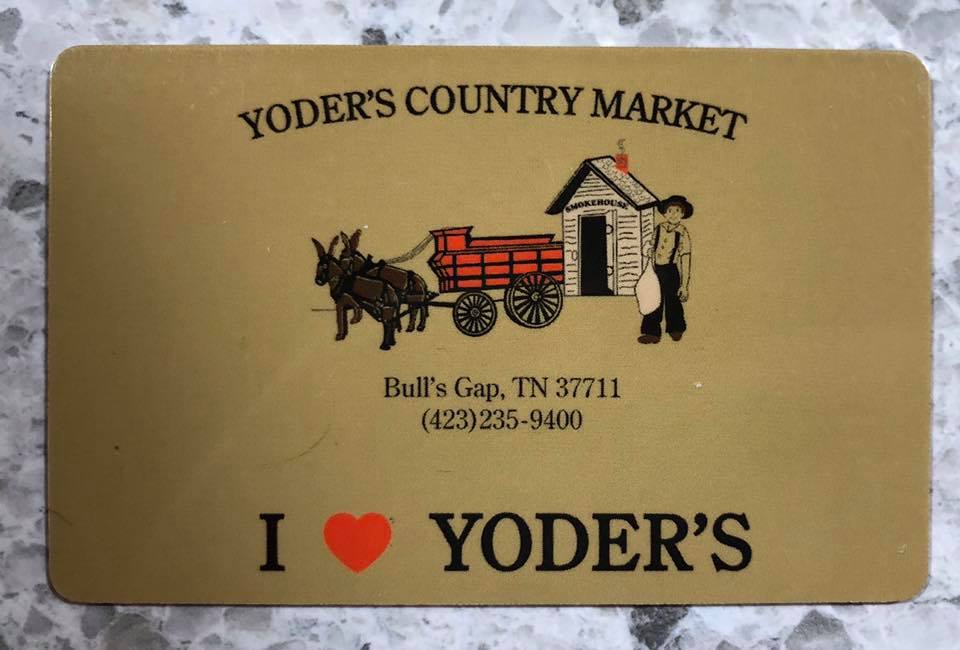 YODER'S COUNTRY MARKET
SMOKEHOUSE
Bull's Gap, TN 37711
(423)235-9400
I ❤ YODER'S